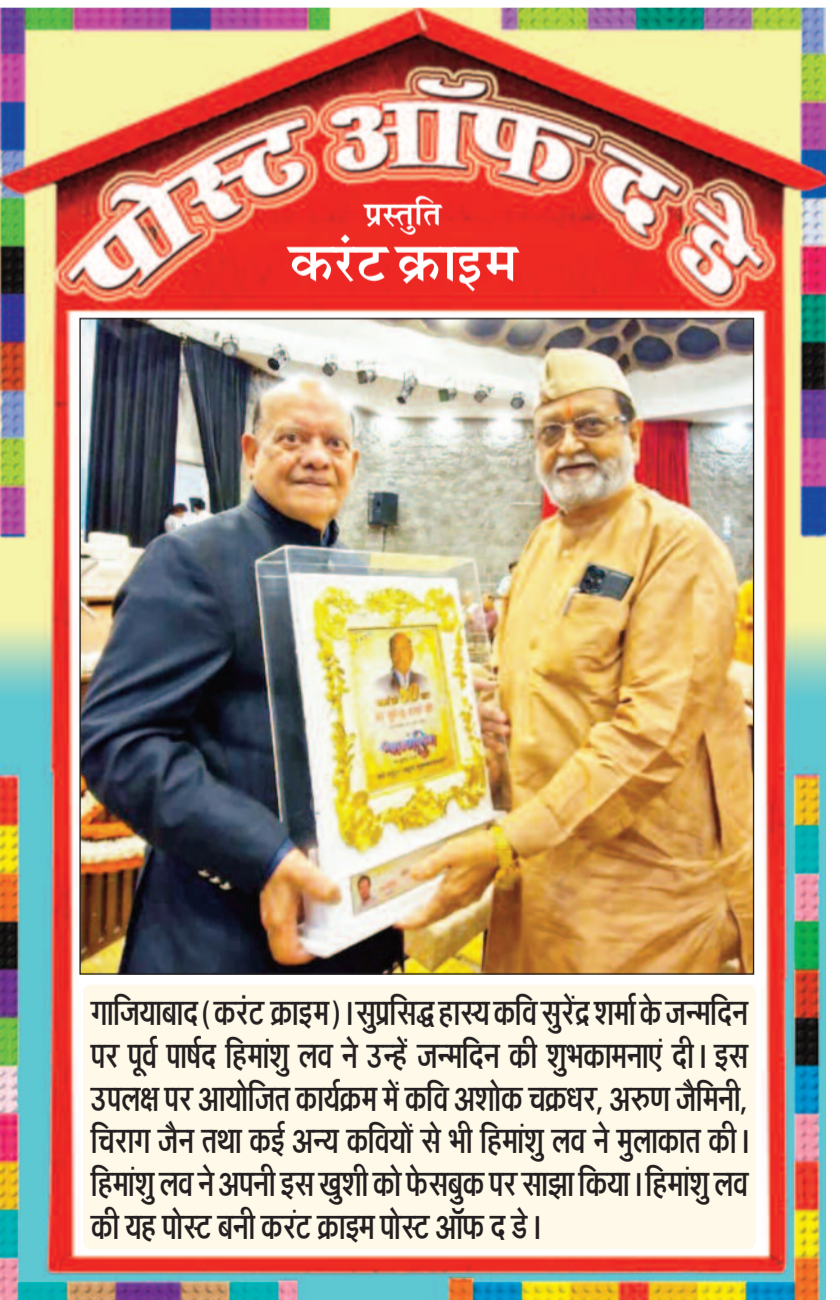 पोस्ट ऑफ द डे
प्रस्तुति
करंट क्राइम
गाजियाबाद (करंट क्राइम)। सुप्रसिद्ध हास्य कवि सुरेंद्र शर्मा के जन्मदिन
पर पूर्व पार्षद हिमांशु लव ने उन्हें जन्मदिन की शुभकामनाएं दी। इस
उपलक्ष पर आयोजित कार्यक्रम में कवि अशोक चक्रधर, अरुण जैमिनी,
चिराग जैन तथा कई अन्य कवियों से भी हिमांशु लव ने मुलाकात की।
हिमांशु लव ने अपनी इस खुशी को फेसबुक पर साझा किया। हिमांशु लव
की यह पोस्ट बनी करंट क्राइम पोस्ट ऑफ द डे।